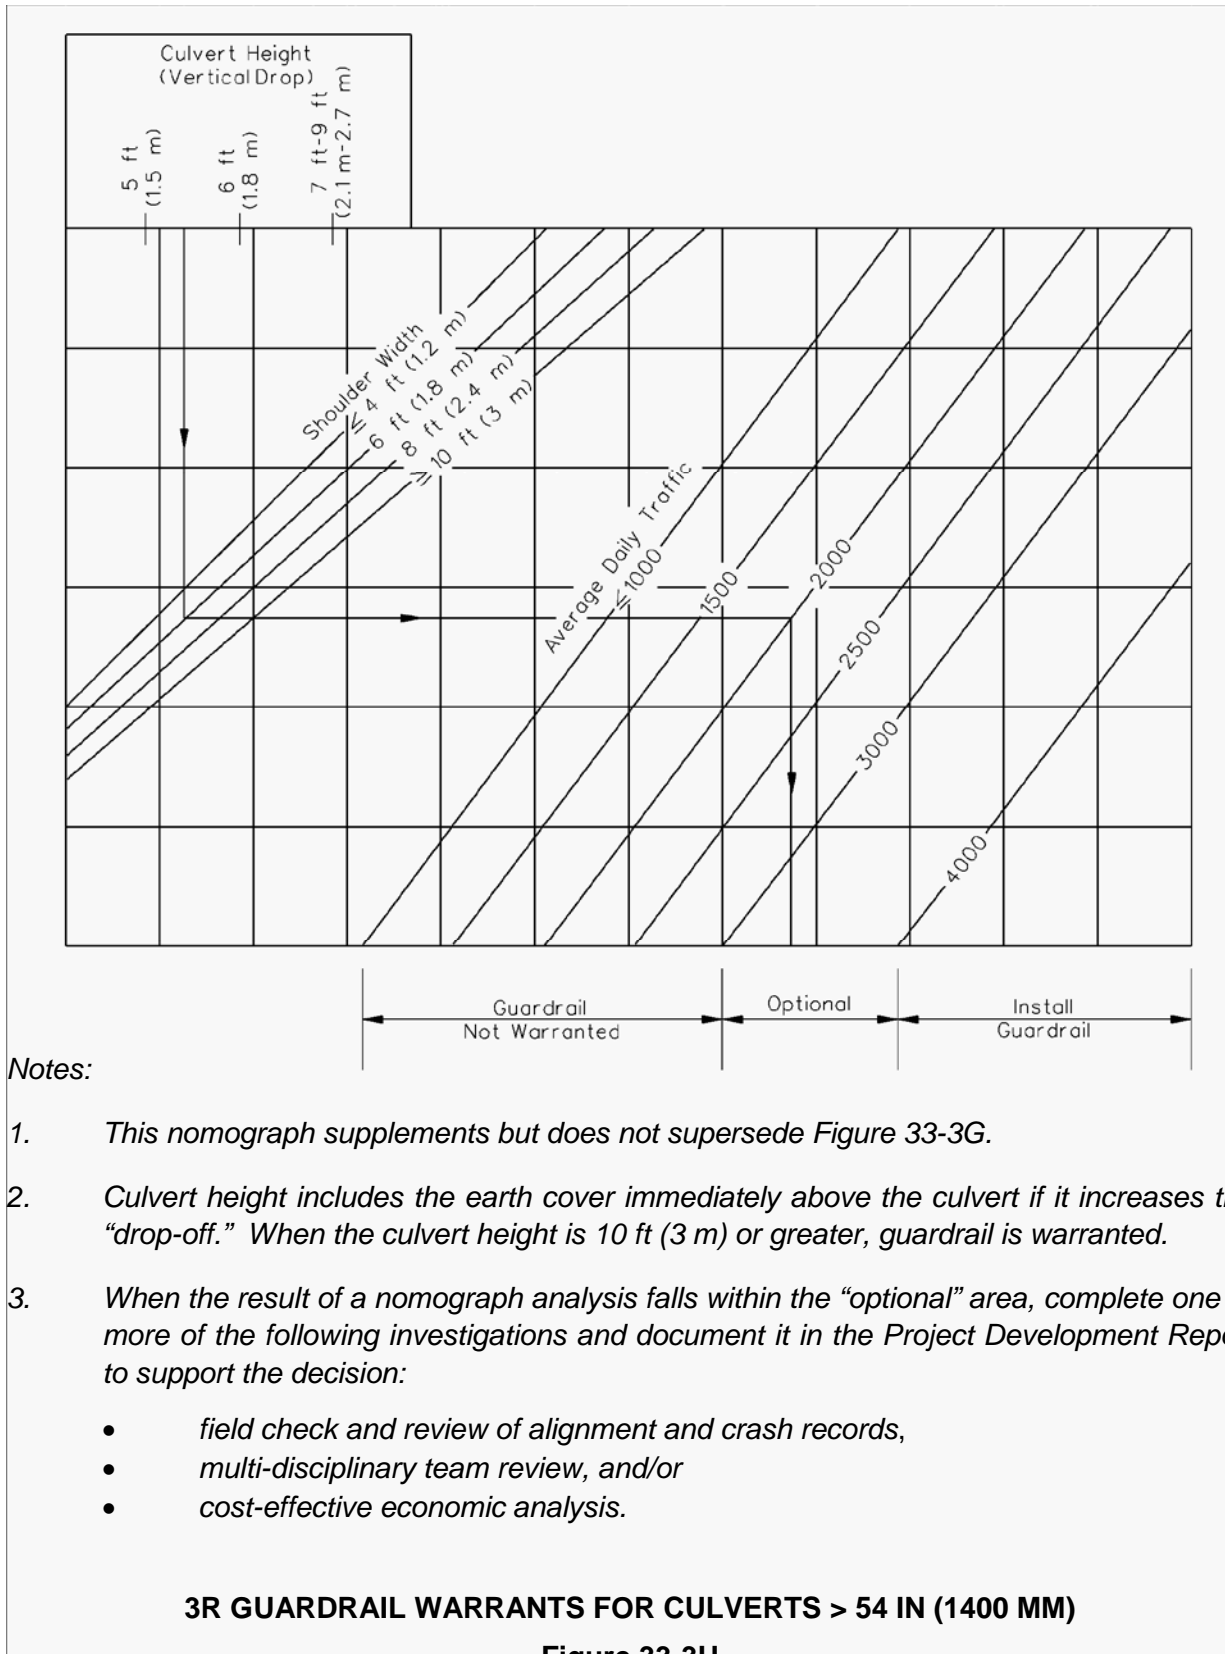 Culvert Height
(Vertical Drop)
5 ft
(1.5 m)
6 ft
(1.8 m)
7 ft-9 ft
(2.1 m-2.7 m)
Shoulder Width
≤ 4 ft (1.2 m)
6 ft (1.8 m)
8 ft (2.4 m)
≥ 10 ft (3 m)
Average Daily Traffic
≤1000
1500
2000
2500
3000
4000
Guardrail
Not Warranted
Optional
Install
Guardrail
Notes:
1. This nomograph supplements but does not supersede Figure 33-3G.
2. Culvert height includes the earth cover immediately above the culvert if it increases
“drop-off.” When the culvert height is 10 ft (3 m) or greater, guardrail is warranted.
3. When the result of a nomograph analysis falls within the “optional” area, complete one
more of the following investigations and document it in the Project Development
to support the decision:
• field check and review of alignment and crash records,
• multi-disciplinary team review, and/or
• cost-effective economic analysis.
3R GUARDRAIL WARRANTS FOR CULVERTS > 54 IN (1400 MM)
Figure